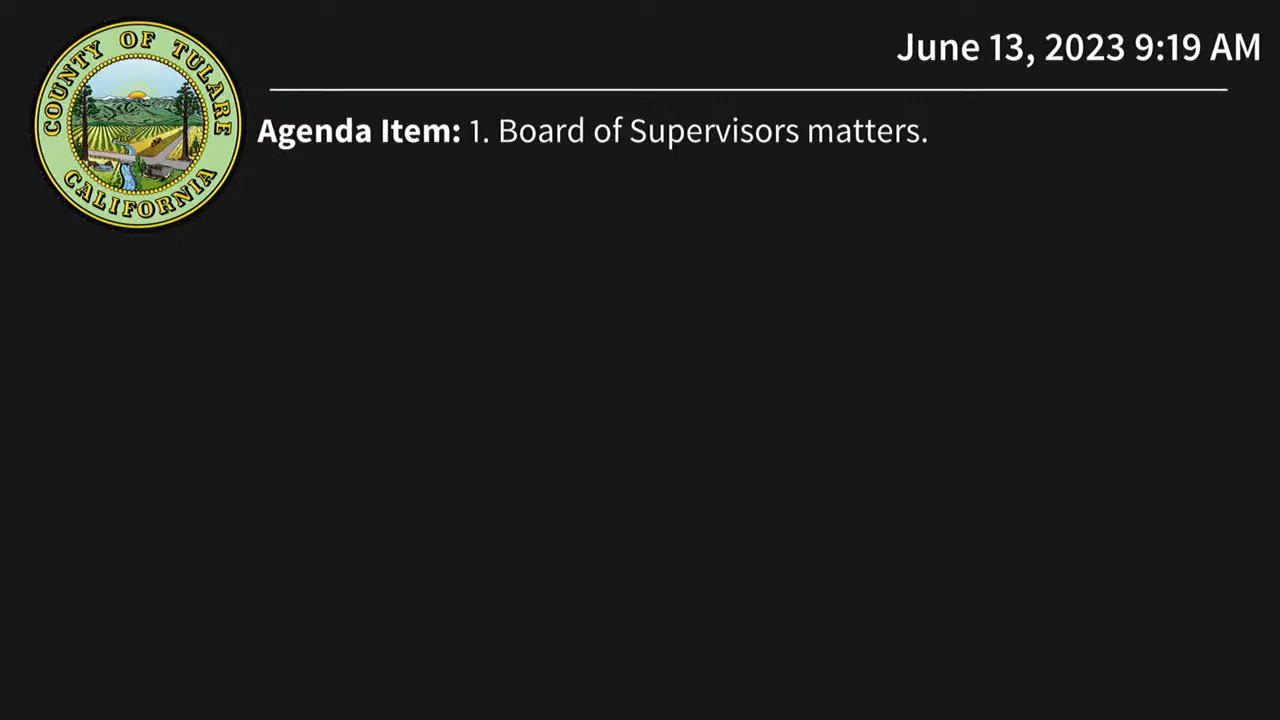 COUNTY OF TULARE
CALIFORNIA
June 13, 2023 9:19 AM
Agenda Item: 1. Board of Supervisors matters.